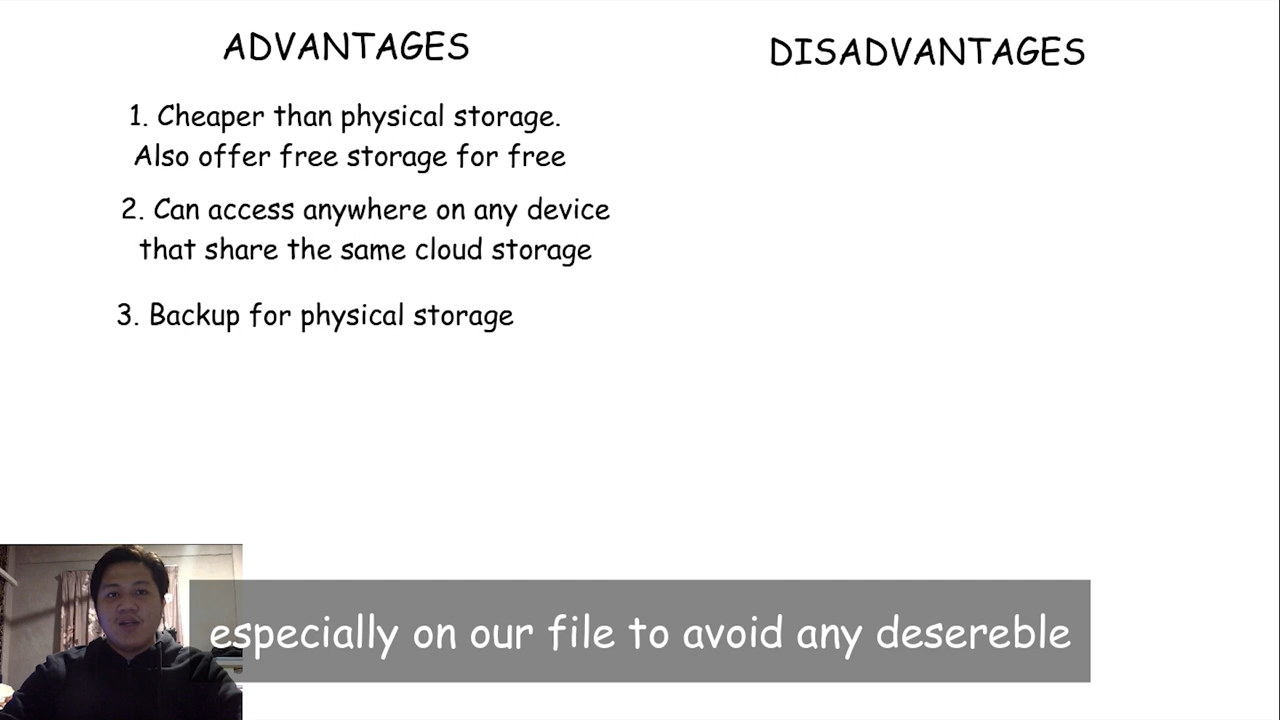 ADVANTAGES
DISADVANTAGES
1. Cheaper than physical storage.
Also offer free storage for free
2. Can access anywhere on any device
that share the same cloud storage
3. Backup for physical storage
especially on our file to avoid any desereble